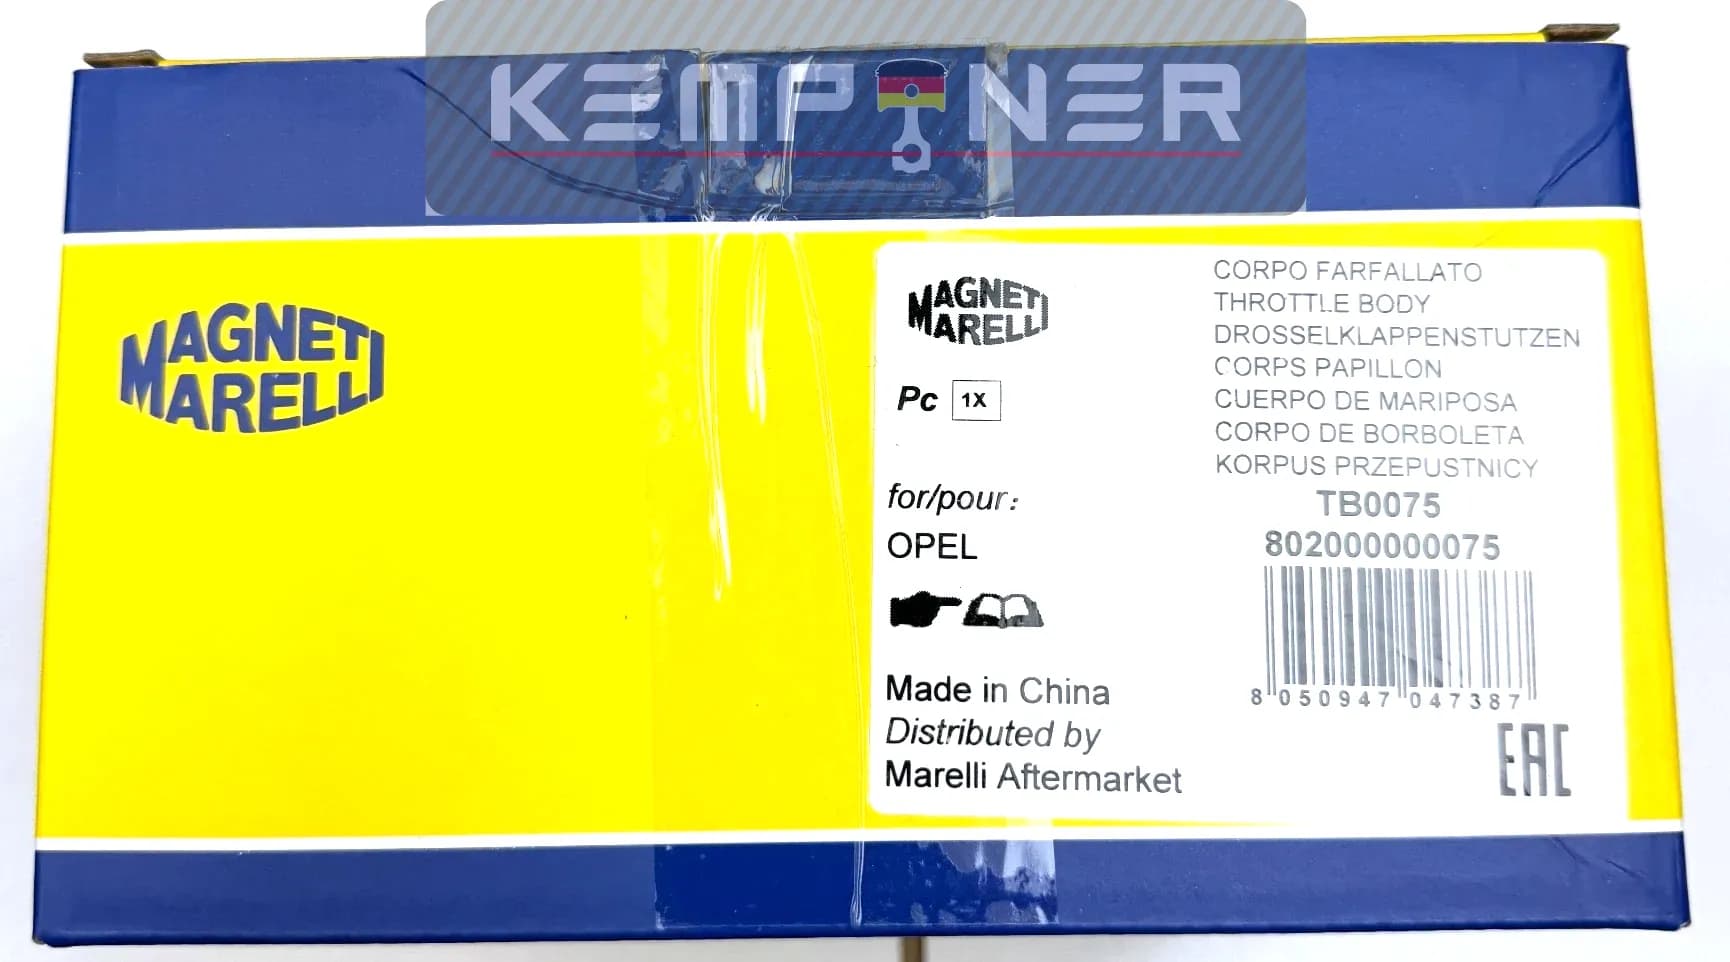 KEMPTNER
MAGNETI
MARELLI
MAGNETI
MARELLI
Pc 1X
for/pour:
OPEL
Made in China
Distributed by
Marelli Aftermarket
CORPO FARFALLATO
THROTTLE BODY
DROSSELKLAPPENSTUTZEN
CORPS PAPILLON
CUERPO DE MARIPOSA
CORPO DE BORBOLETA
KORPUS PRZEPUSTNICY
TB0075
802000000075
8 050947 047387
EAC